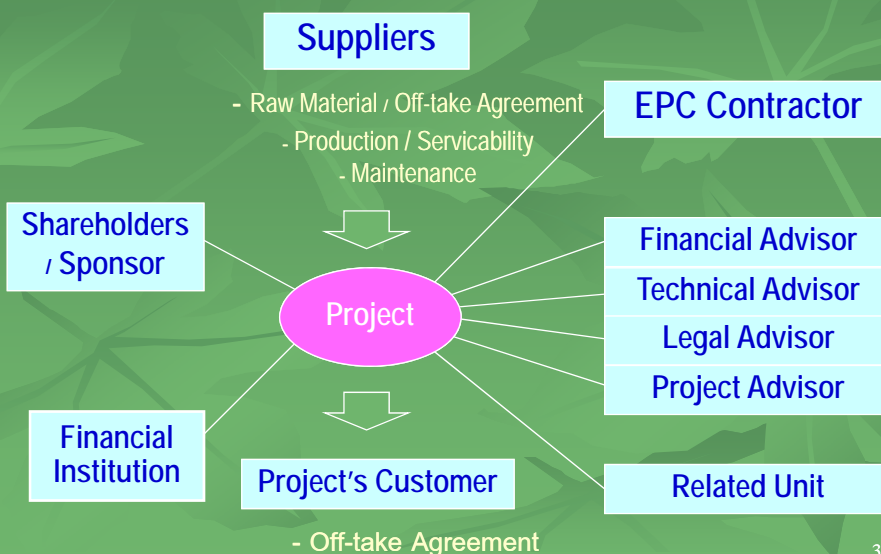 Suppliers
- Raw Material / Off-take Agreement
- Production / Servicability
- Maintenance
EPC Contractor
Shareholders
/ Sponsor
Project
Financial Advisor
Technical Advisor
Legal Advisor
Project Advisor
Financial
Institution
Project's Customer
- Off-take Agreement
Related Unit
3